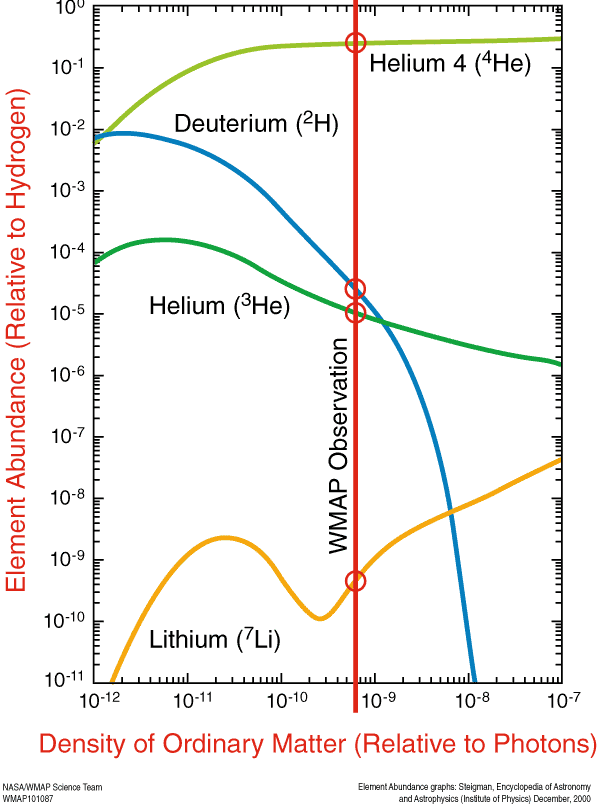 Element Abundance (Relative to Hydrogen)
10⁰
10⁻¹
10⁻²
10⁻³
10⁻⁴
10⁻⁵
10⁻⁶
10⁻⁷
10⁻⁸
10⁻⁹
10⁻¹⁰
10⁻¹¹
Helium 4 (⁴He)
Deuterium (²H)
Helium (³He)
WMAP Observation
Lithium (⁷Li)
10⁻¹² 10⁻¹¹ 10⁻¹⁰ 10⁻⁹ 10⁻⁸ 10⁻⁷
Density of Ordinary Matter (Relative to Photons)
NASA/WMAP Science Team
WMAP101087
Element Abundance graphs: Steigman, Encyclopedia of Astronomy
and Astrophysics (Institute of Physics) December, 2000